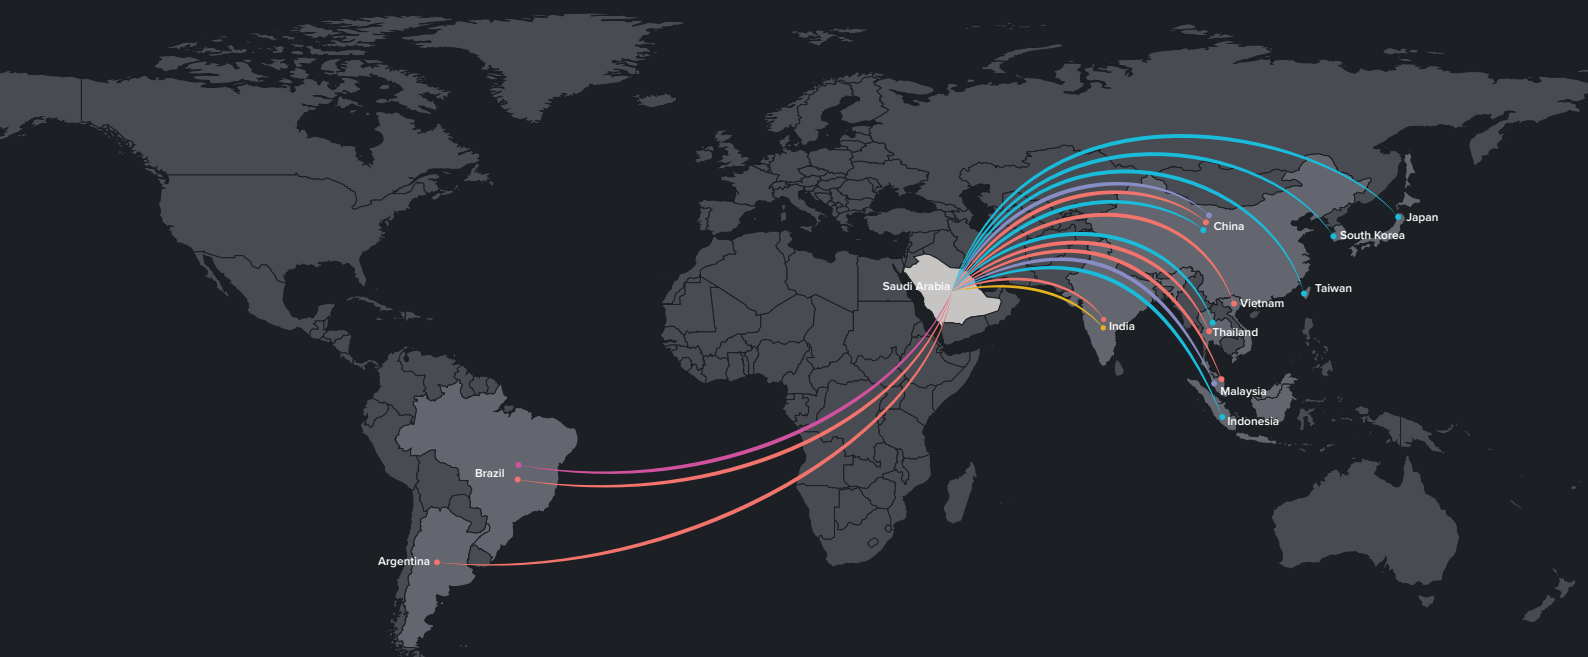 Japan
China
South Korea
Saudi Arabia
Taiwan
Vietnam
India
Thailand
Malaysia
Indonesia
Brazil
Argentina